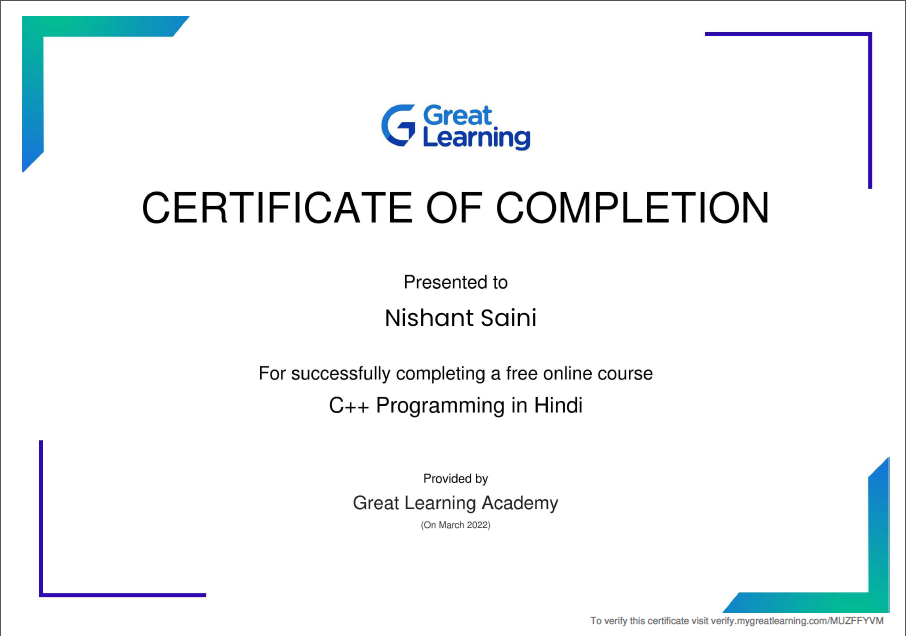 Great
Learning
CERTIFICATE OF COMPLETION
Presented to
Nishant Saini
For successfully completing a free online course
C++ Programming in Hindi
Provided by
Great Learning Academy
(On March 2022)
To verify this certificate visit verify.mygreatlearning.com/MUZFFYVM